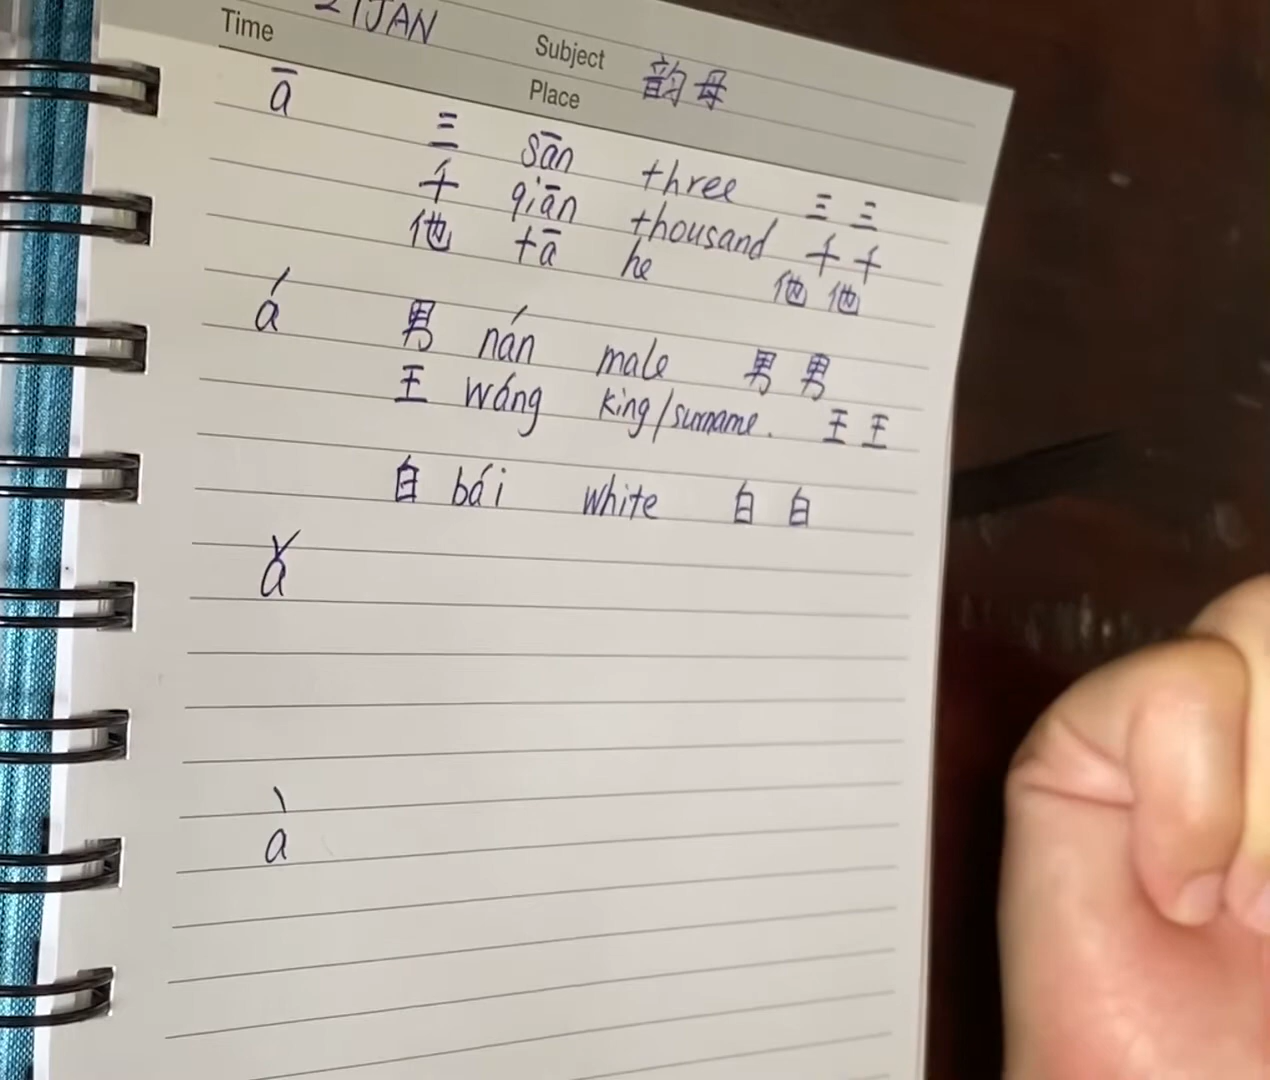 Time 21JAN Subject 韵母
Place
ā
三 sān three 三 三
千 qiān thousand 千 千
他 tā he 他 他
á
男 nán male 男 男
王 wáng king/surname. 王 王
白 bái white 白 白
ǎ
à